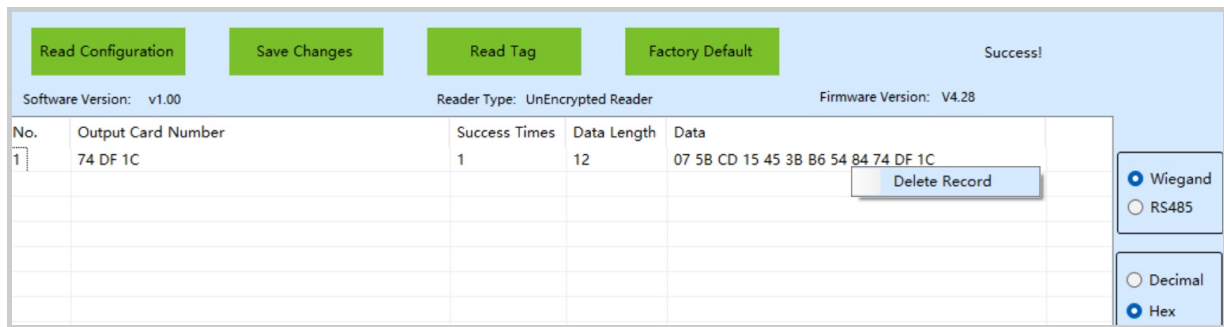 Read Configuration Save Changes Read Tag Factory Default Success!
Software Version: v1.00 Reader Type: UnEncrypted Reader Firmware Version: V4.28
No. Output Card Number Success Times Data Length Data
1 74 DF 1C 1 12 07 5B CD 15 45 3B B6 54 84 74 DF 1C
Delete Record
Wiegand
RS485
Decimal
Hex